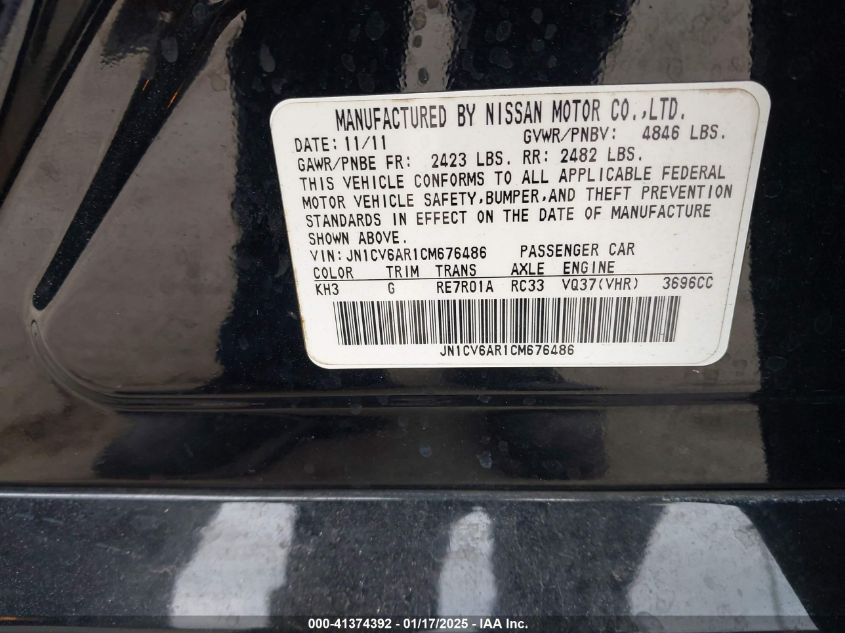 MANUFACTURED BY NISSAN MOTOR CO.,LTD.
DATE: 11/11 GVWR/PNBV: 4846 LBS.
GAWR/PNBE FR: 2423 LBS. RR: 2482 LBS.
THIS VEHICLE CONFORMS TO ALL APPLICABLE FEDERAL
MOTOR VEHICLE SAFETY,BUMPER,AND THEFT PREVENTION
STANDARDS IN EFFECT ON THE DATE OF MANUFACTURE
SHOWN ABOVE.
VIN: JN1CV6AR1CM676486 PASSENGER CAR
COLOR TRIM TRANS AXLE ENGINE
KH3 G RE7R01A RC33 VQ37(VHR) 3696CC
JN1CV6AR1CM676486
000-41374392 - 01/17/2025 - IAA Inc.